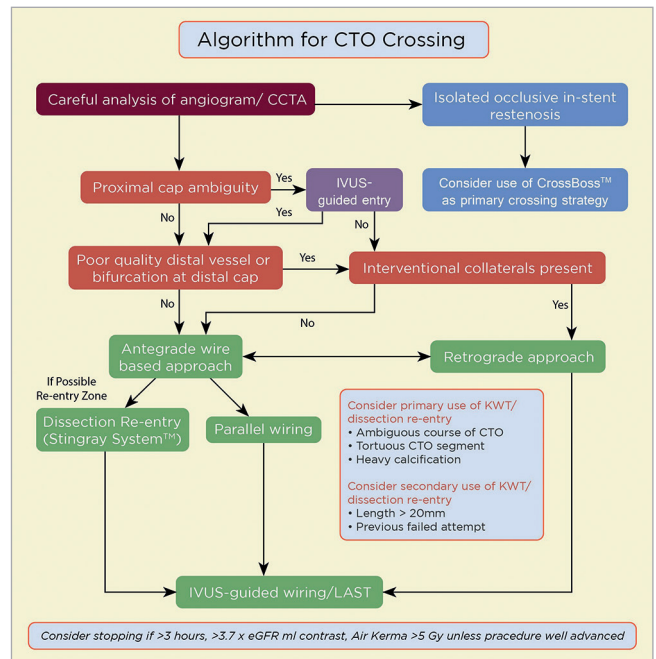 Algorithm for CTO Crossing
Careful analysis of angiogram/ CCTA
Isolated occlusive in-stent
restenosis
Proximal cap ambiguity
Yes
IVUS-
guided entry
Consider use of CrossBoss™
as primary crossing strategy
No
Yes
No
Poor quality distal vessel or
bifurcation at distal cap
Yes
Interventional collaterals present
No
No
Yes
Antegrade wire
based approach
Retrograde approach
If Possible
Re-entry Zone
Dissection Re-entry
(Stingray System™)
Parallel wiring
Consider primary use of KWT/
dissection re-entry
• Ambiguous course of CTO
• Tortuous CTO segment
• Heavy calcification
Consider secondary use of KWT/
dissection re-entry
• Length > 20mm
• Previous failed attempt
IVUS-guided wiring/LAST
Consider stopping if >3 hours, >3.7 x eGFR ml contrast, Air Kerma >5 Gy unless pracedure well advanced